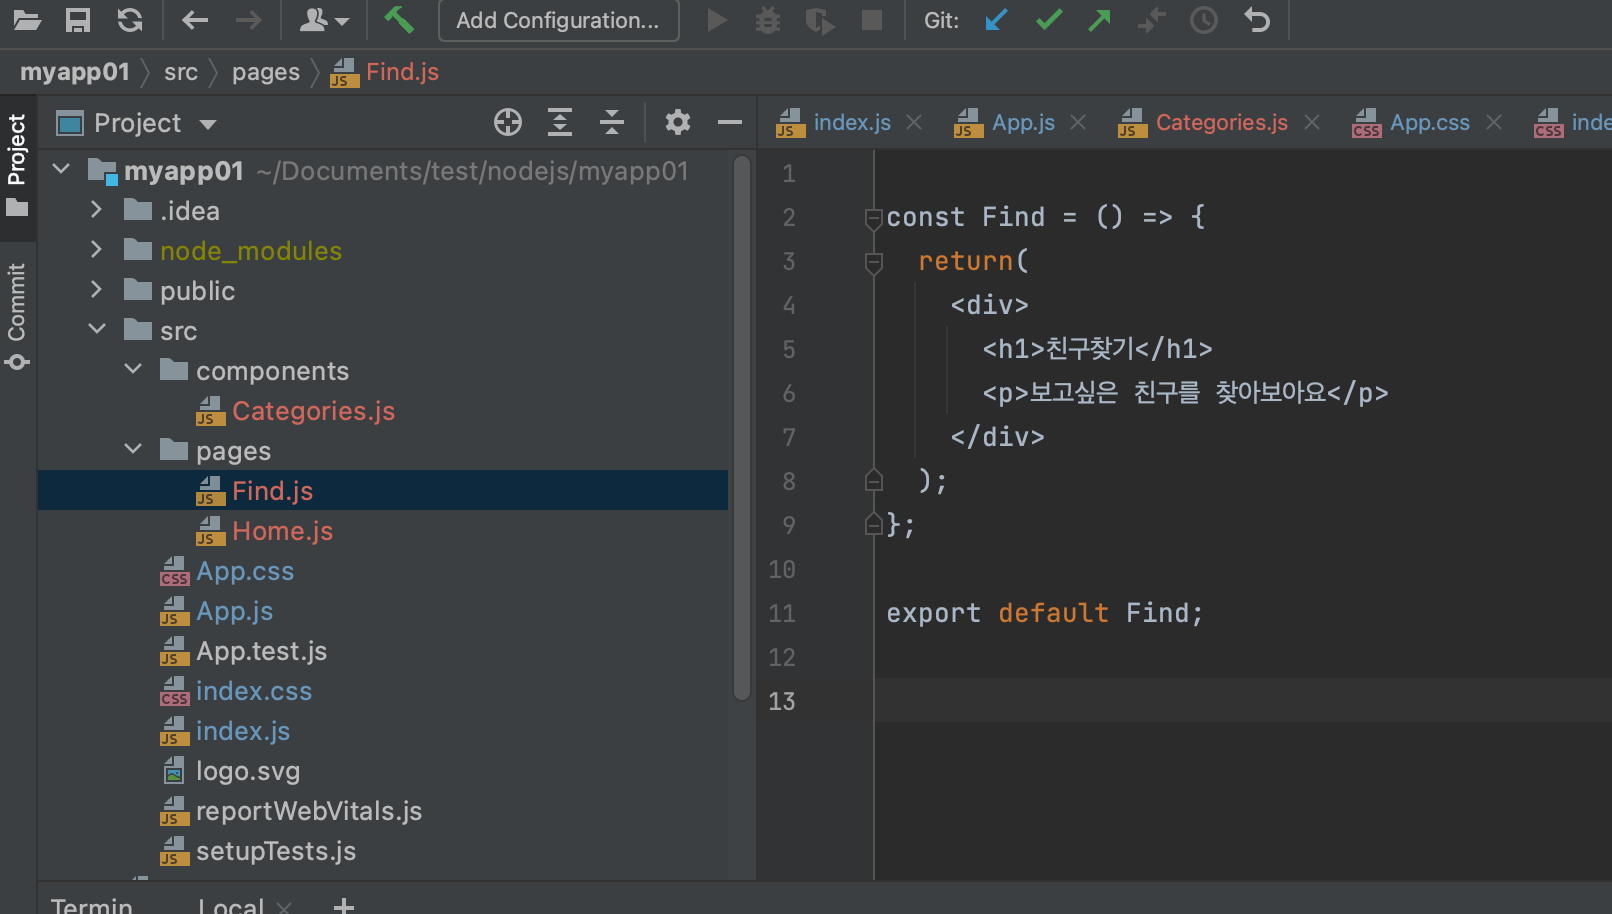 Add Configuration...
Git:
myapp01 src pages Find.js
Project
index.js
App.js
Categories.js
App.css
Project
Commit
myapp01 ~/Documents/test/nodejs/myapp01
.idea
node_modules
public
src
components
Categories.js
pages
Find.js
Home.js
App.css
App.js
App.test.js
index.css
index.js
logo.svg
reportWebVitals.js
setupTests.js
1
2 const Find = () => {
3 return(
4 <div>
5 <h1>친구찾기</h1>
6 <p>보고싶은 친구를 찾아보아요</p>
7 </div>
8 );
9 };
10
11 export default Find;
12
13
Local